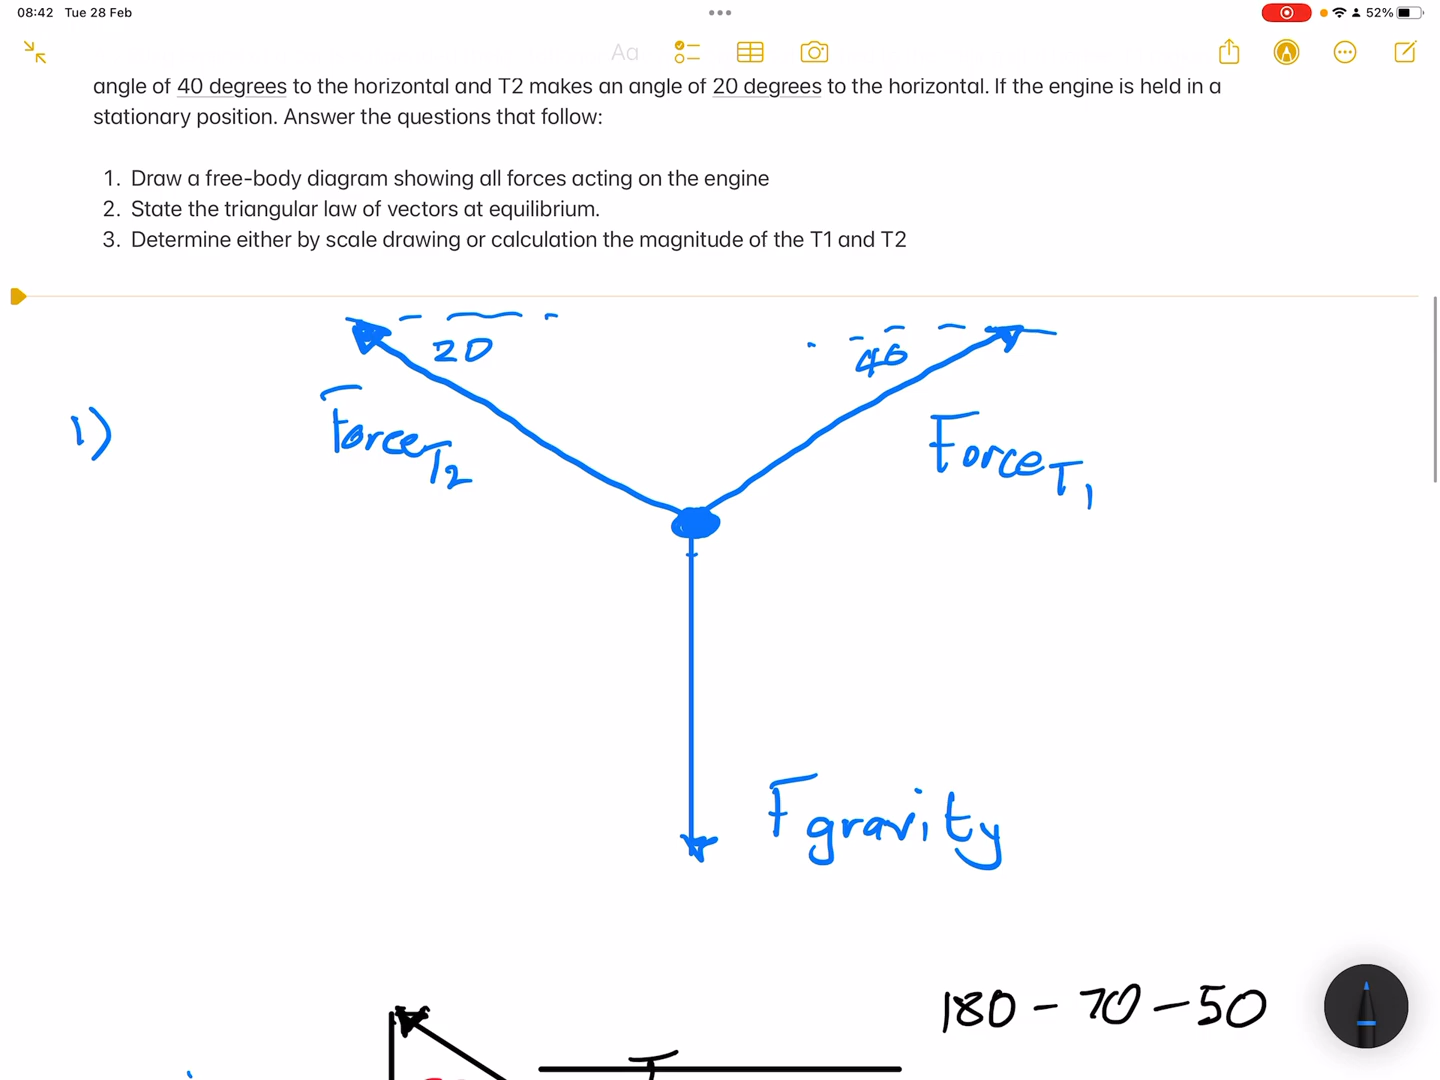 08:42 Tue 28 Feb
52%
Aa
angle of 40 degrees to the horizontal and T2 makes an angle of 20 degrees to the horizontal. If the engine is held in a
stationary position. Answer the questions that follow:
1. Draw a free-body diagram showing all forces acting on the engine
2. State the triangular law of vectors at equilibrium.
3. Determine either by scale drawing or calculation the magnitude of the T1 and T2
20
40
1)
Force T2
Force T1
F gravity
180 - 70 - 50